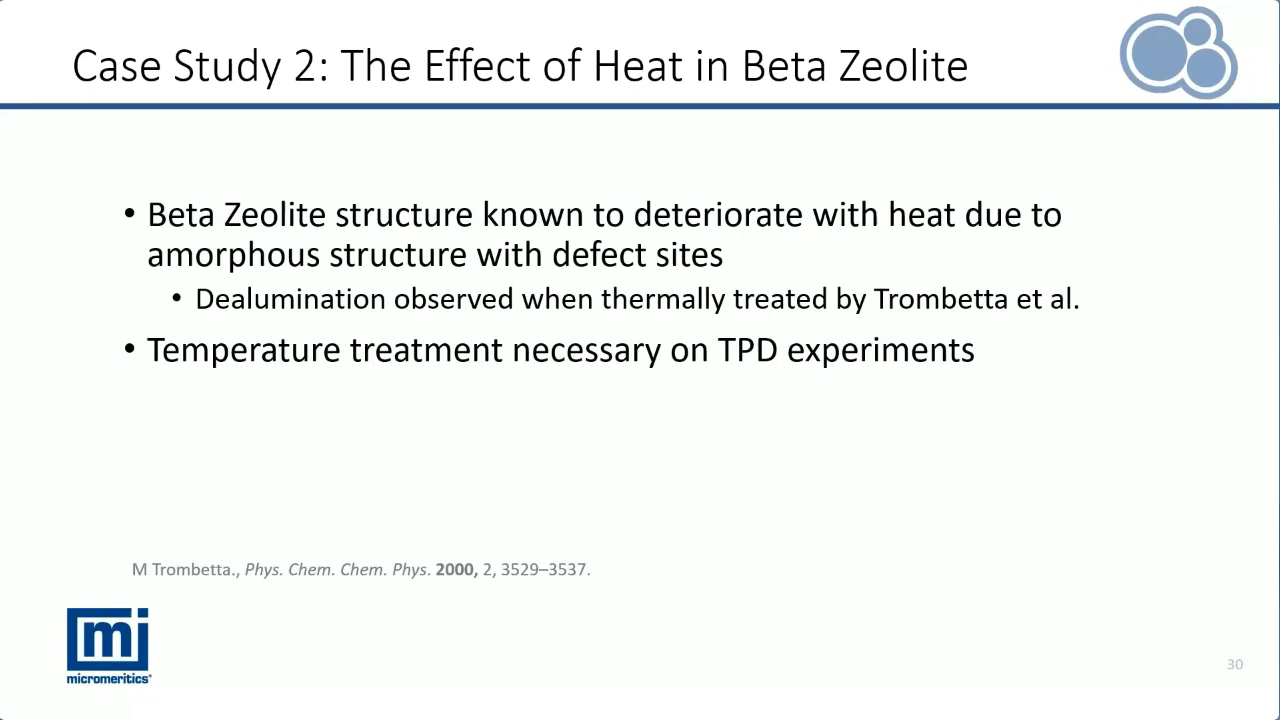 Case Study 2: The Effect of Heat in Beta Zeolite
• Beta Zeolite structure known to deteriorate with heat due to
amorphous structure with defect sites
• Dealumination observed when thermally treated by Trombetta et al.
• Temperature treatment necessary on TPD experiments
M Trombetta., Phys. Chem. Chem. Phys. 2000, 2, 3529–3537.
mi
micromeritics®
30